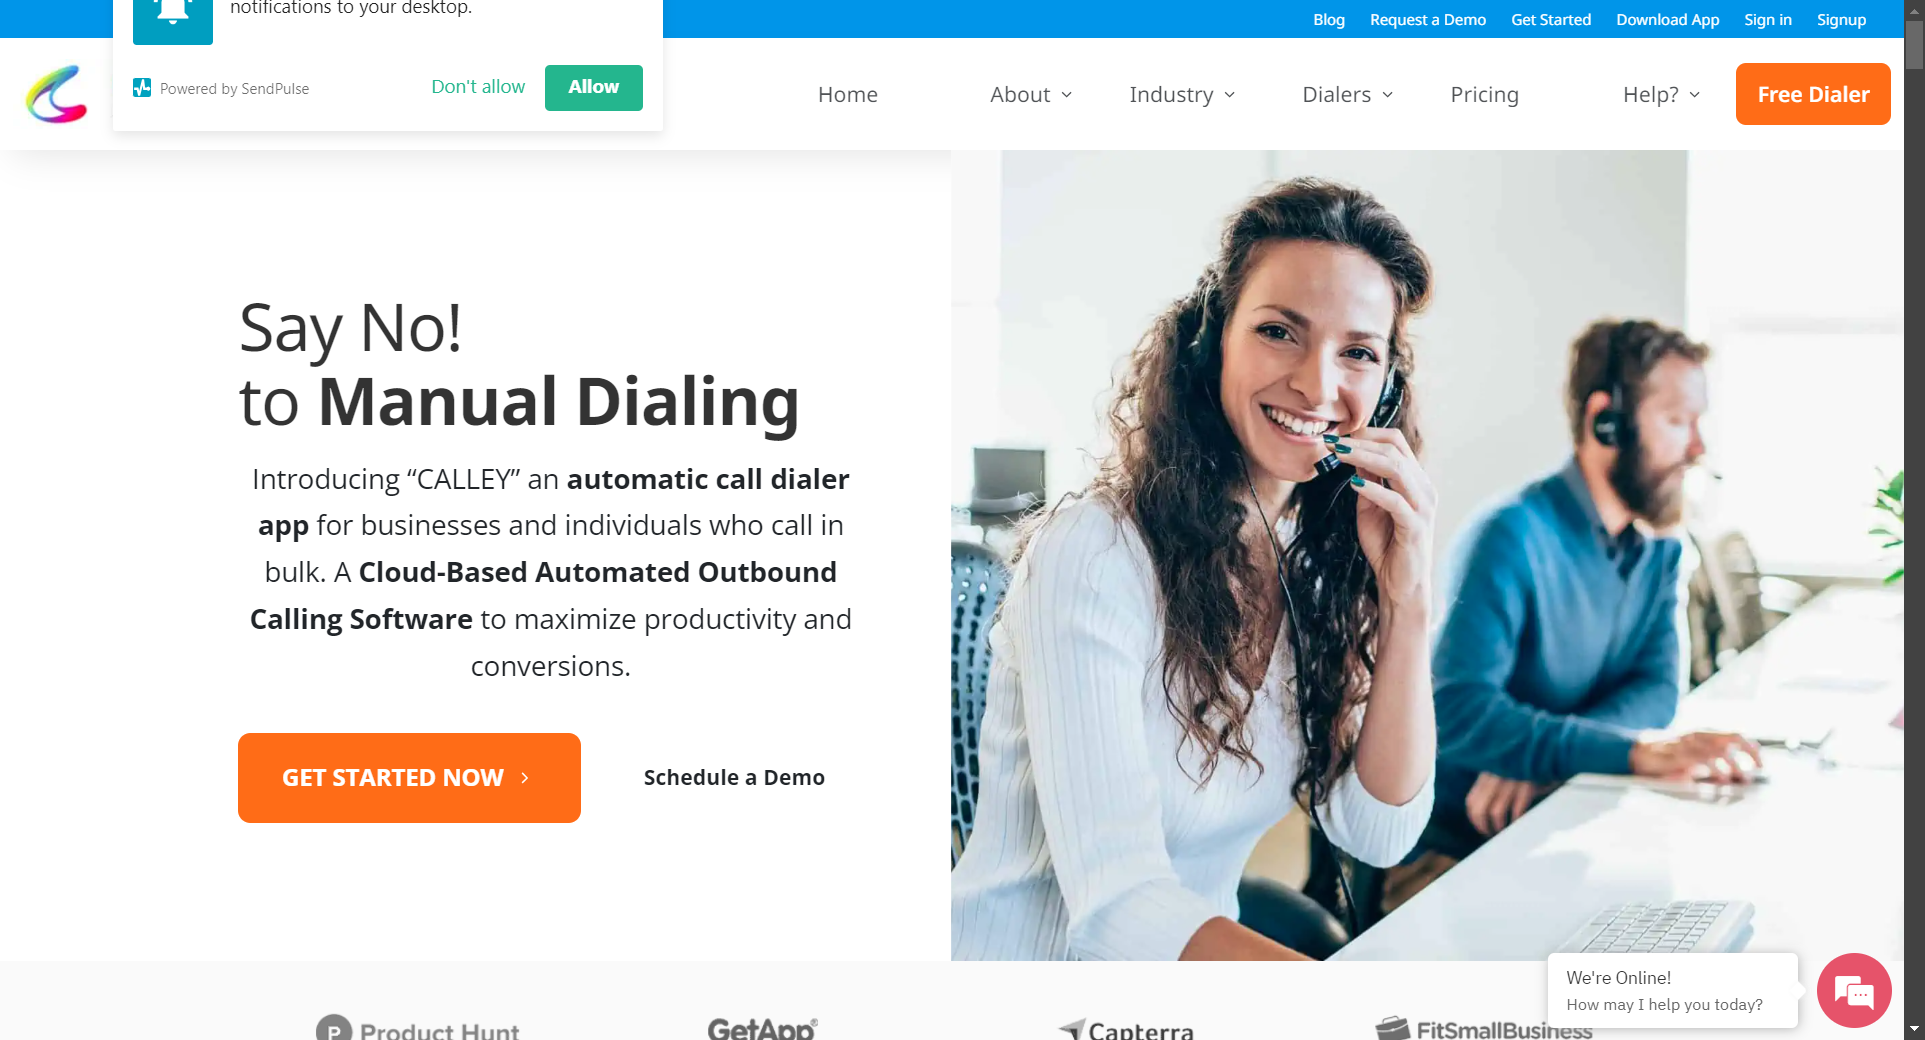 notifications to your desktop.
Powered by SendPulse
Don't allow
Allow
Blog
Request a Demo
Get Started
Download App
Sign in
Signup
Home
About
Industry
Dialers
Pricing
Help?
Free Dialer
Say No!
to Manual Dialing
Introducing “CALLEY” an automatic call dialer
app for businesses and individuals who call in
bulk. A Cloud-Based Automated Outbound
Calling Software to maximize productivity and
conversions.
GET STARTED NOW
Schedule a Demo
We're Online!
How may I help you today?
P Product Hunt
GetApp®
Capterra
FitSmallBusiness